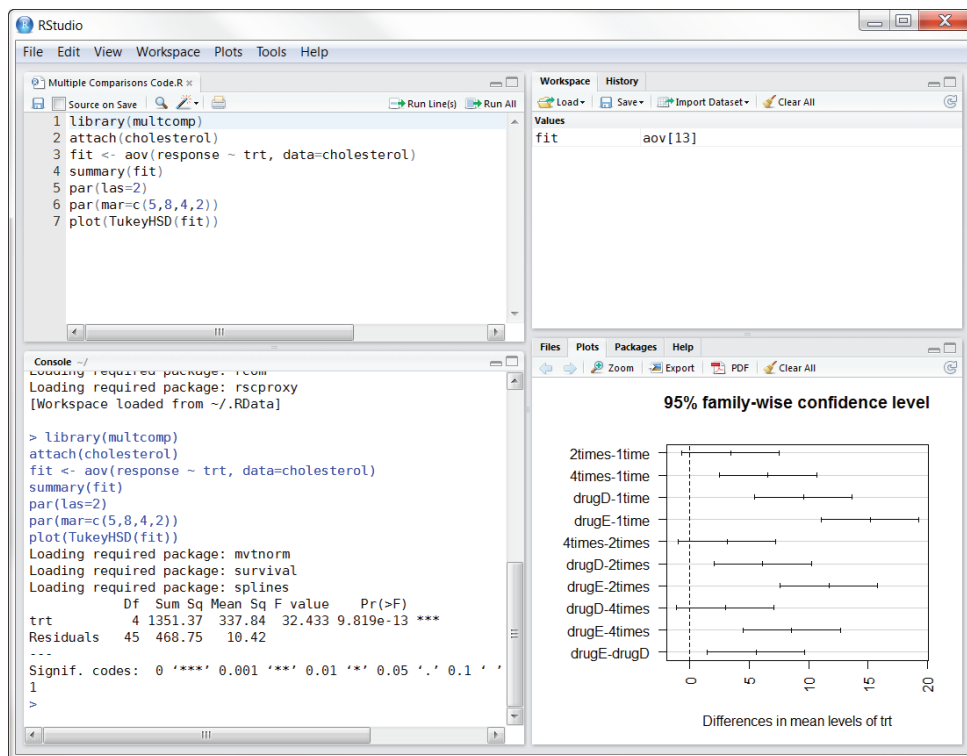 RStudio
File Edit View Workspace Plots Tools Help
Multiple Comparisons Code.R
Source on Save Run Line(s) Run All
1 library(multcomp)
2 attach(cholesterol)
3 fit <- aov(response ~ trt, data=cholesterol)
4 summary(fit)
5 par(las=2)
6 par(mar=c(5,8,4,2))
7 plot(TukeyHSD(fit))
Workspace History
Load Save Import Dataset Clear All
Values
fit aov[13]
Console ~/
Loading required package: rcom
Loading required package: rscproxy
[Workspace loaded from ~/.RData]
> library(multcomp)
attach(cholesterol)
fit <- aov(response ~ trt, data=cholesterol)
summary(fit)
par(las=2)
par(mar=c(5,8,4,2))
plot(TukeyHSD(fit))
Loading required package: mvtnorm
Loading required package: survival
Loading required package: splines
Df Sum Sq Mean Sq F value Pr(>F)
trt 4 1351.37 337.84 32.433 9.819e-13 ***
Residuals 45 468.75 10.42
---
Signif. codes: 0 ‘***’ 0.001 ‘**’ 0.01 ‘*’ 0.05 ‘.’ 0.1 ‘ ’
1
>
Files Plots Packages Help
Zoom Export PDF Clear All
95% family-wise confidence level
2times-1time
4times-1time
drugD-1time
drugE-1time
4times-2times
drugD-2times
drugE-2times
drugD-4times
drugE-4times
drugE-drugD
0 5 10 15 20
Differences in mean levels of trt